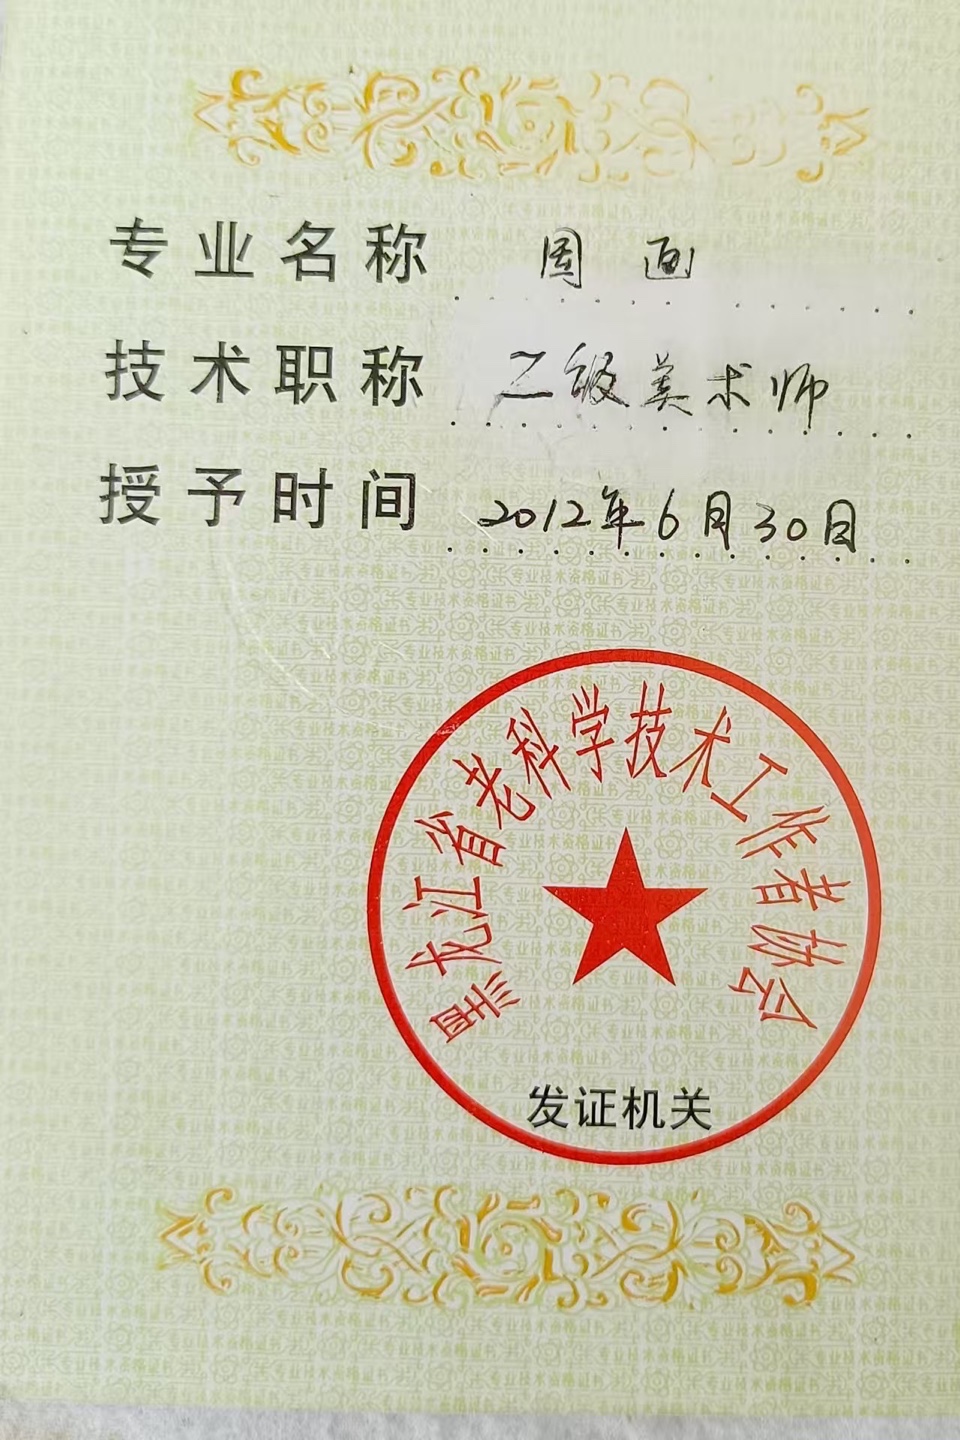 专业名称 国画
技术职称 二级美术师
授予时间 2012年6月30日
黑龙江省老科学技术工作者协会
发证机关